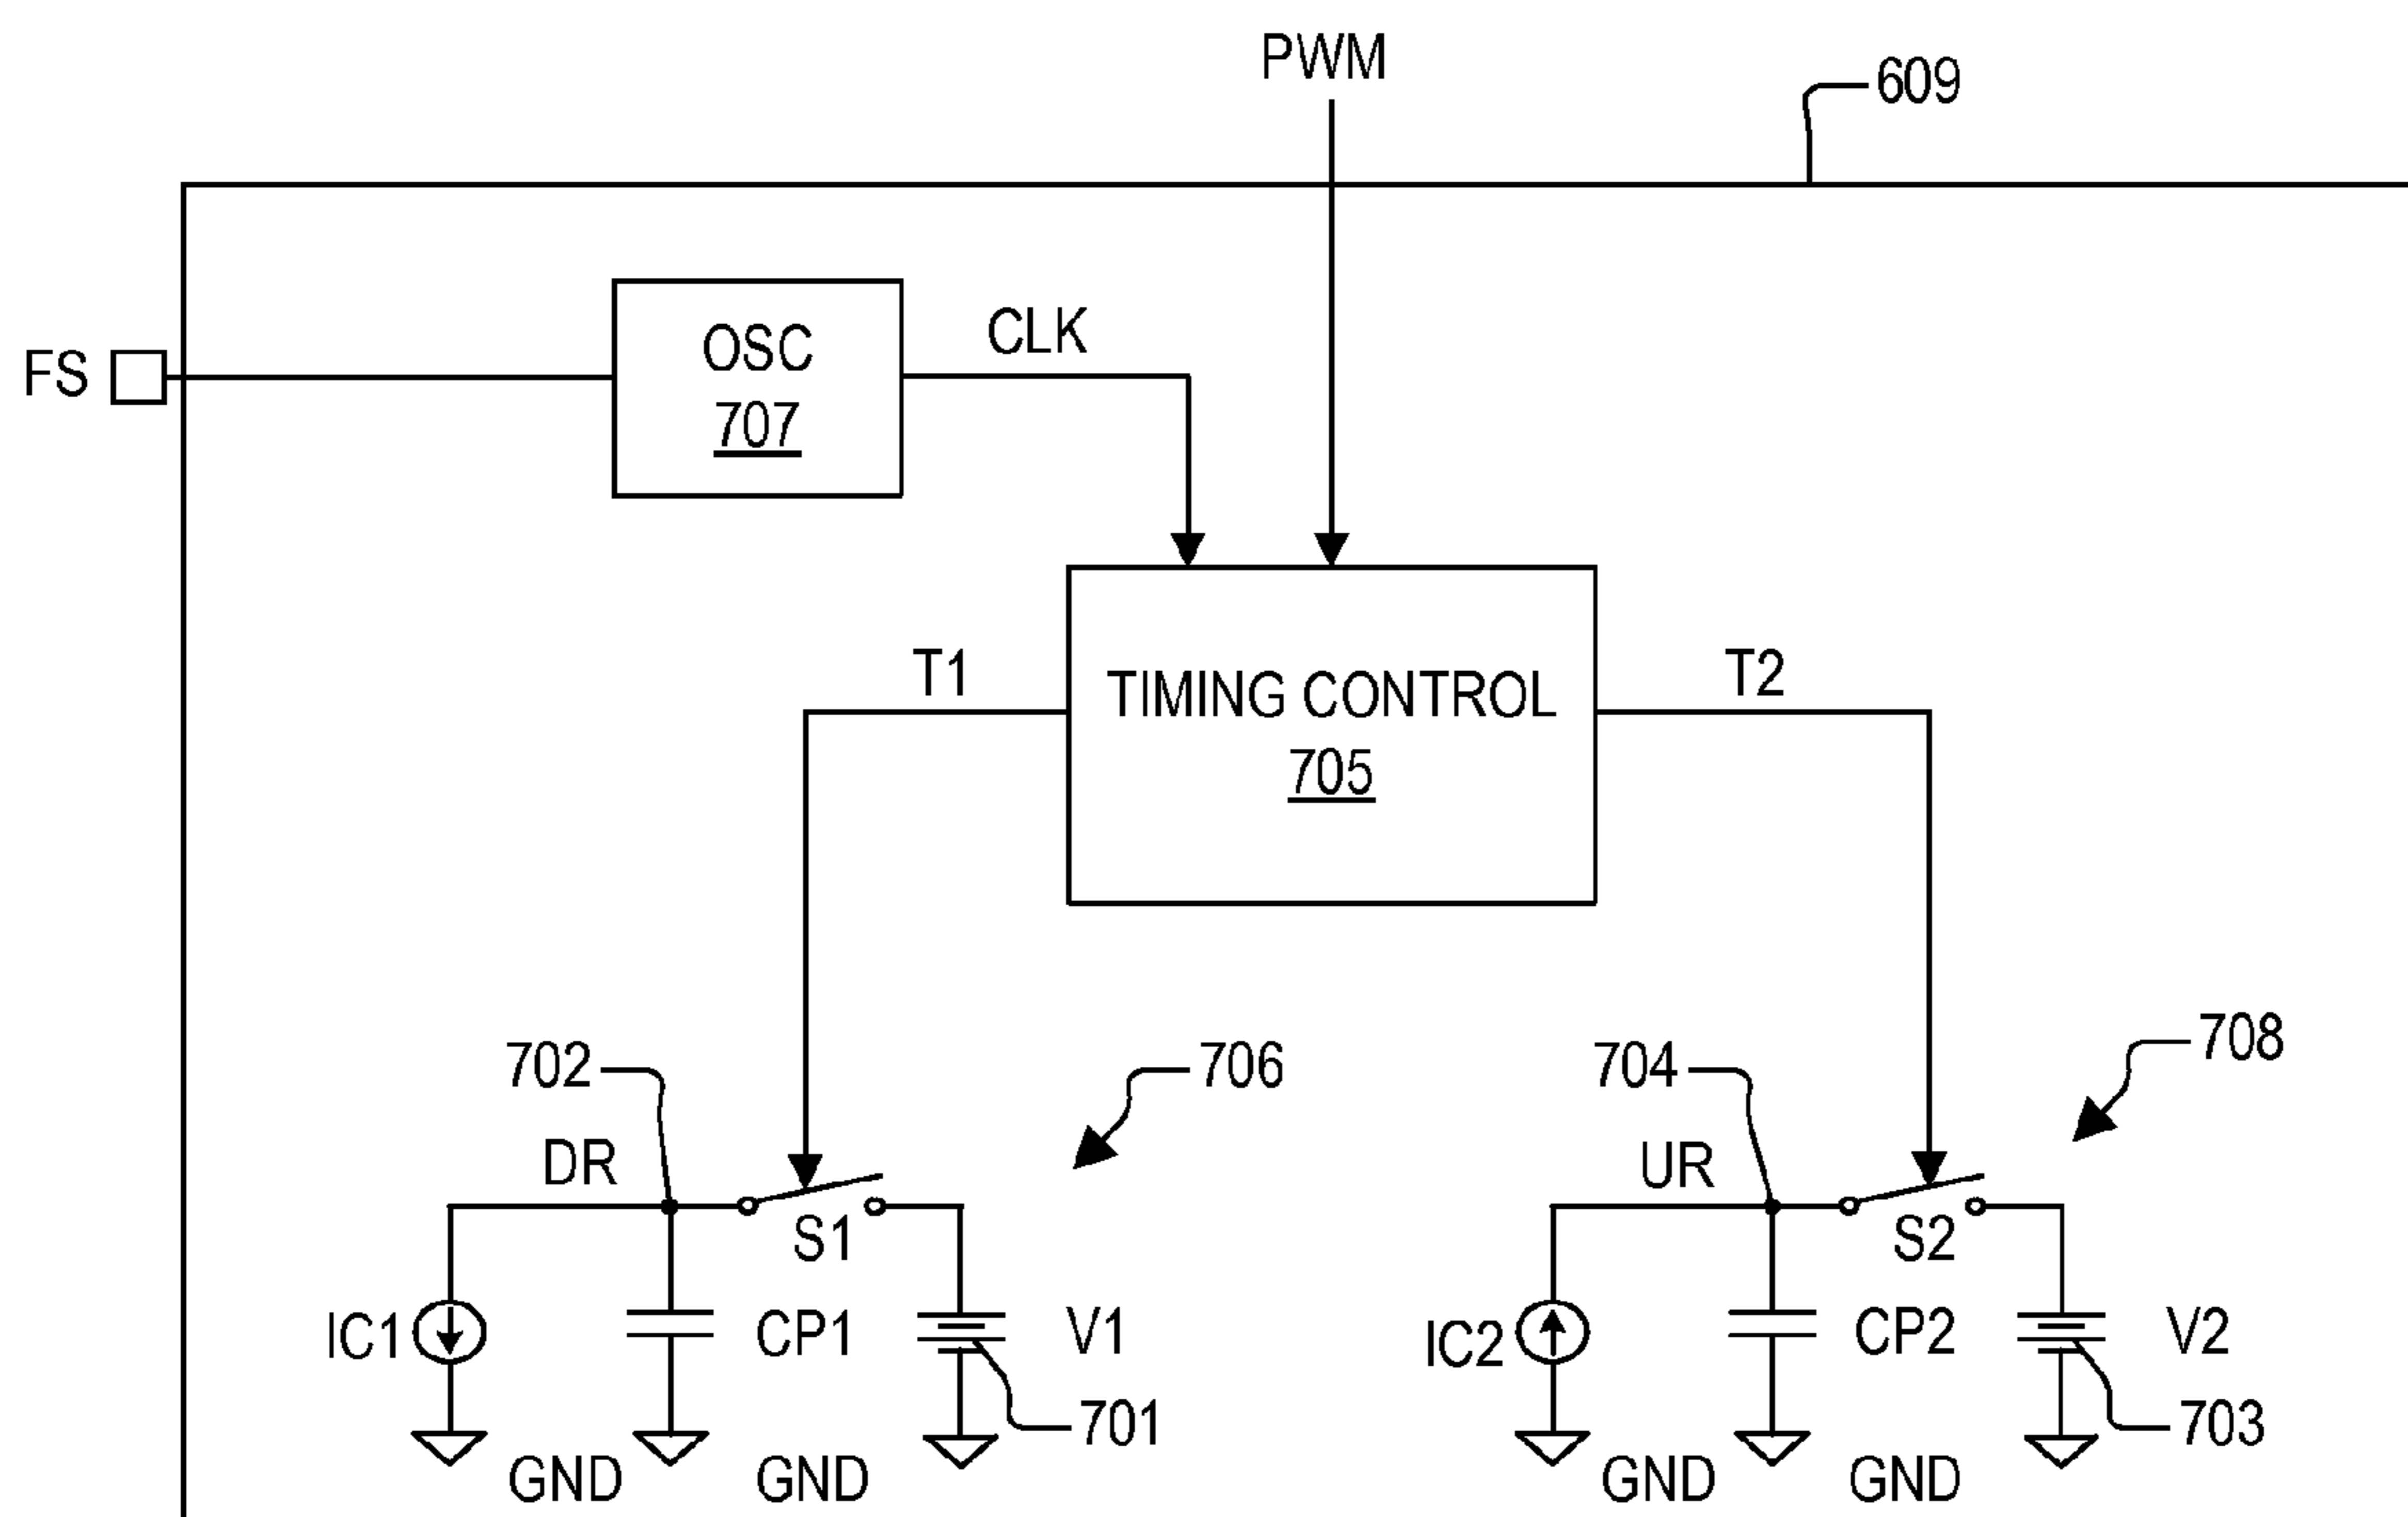 PWM
609
OSC
707
CLK
FS
T1
TIMING CONTROL
705
T2
702
706
704
708
DR
S1
UR
S2
IC1
CP1
V1
IC2
CP2
V2
701
703
GND
GND
GND
GND